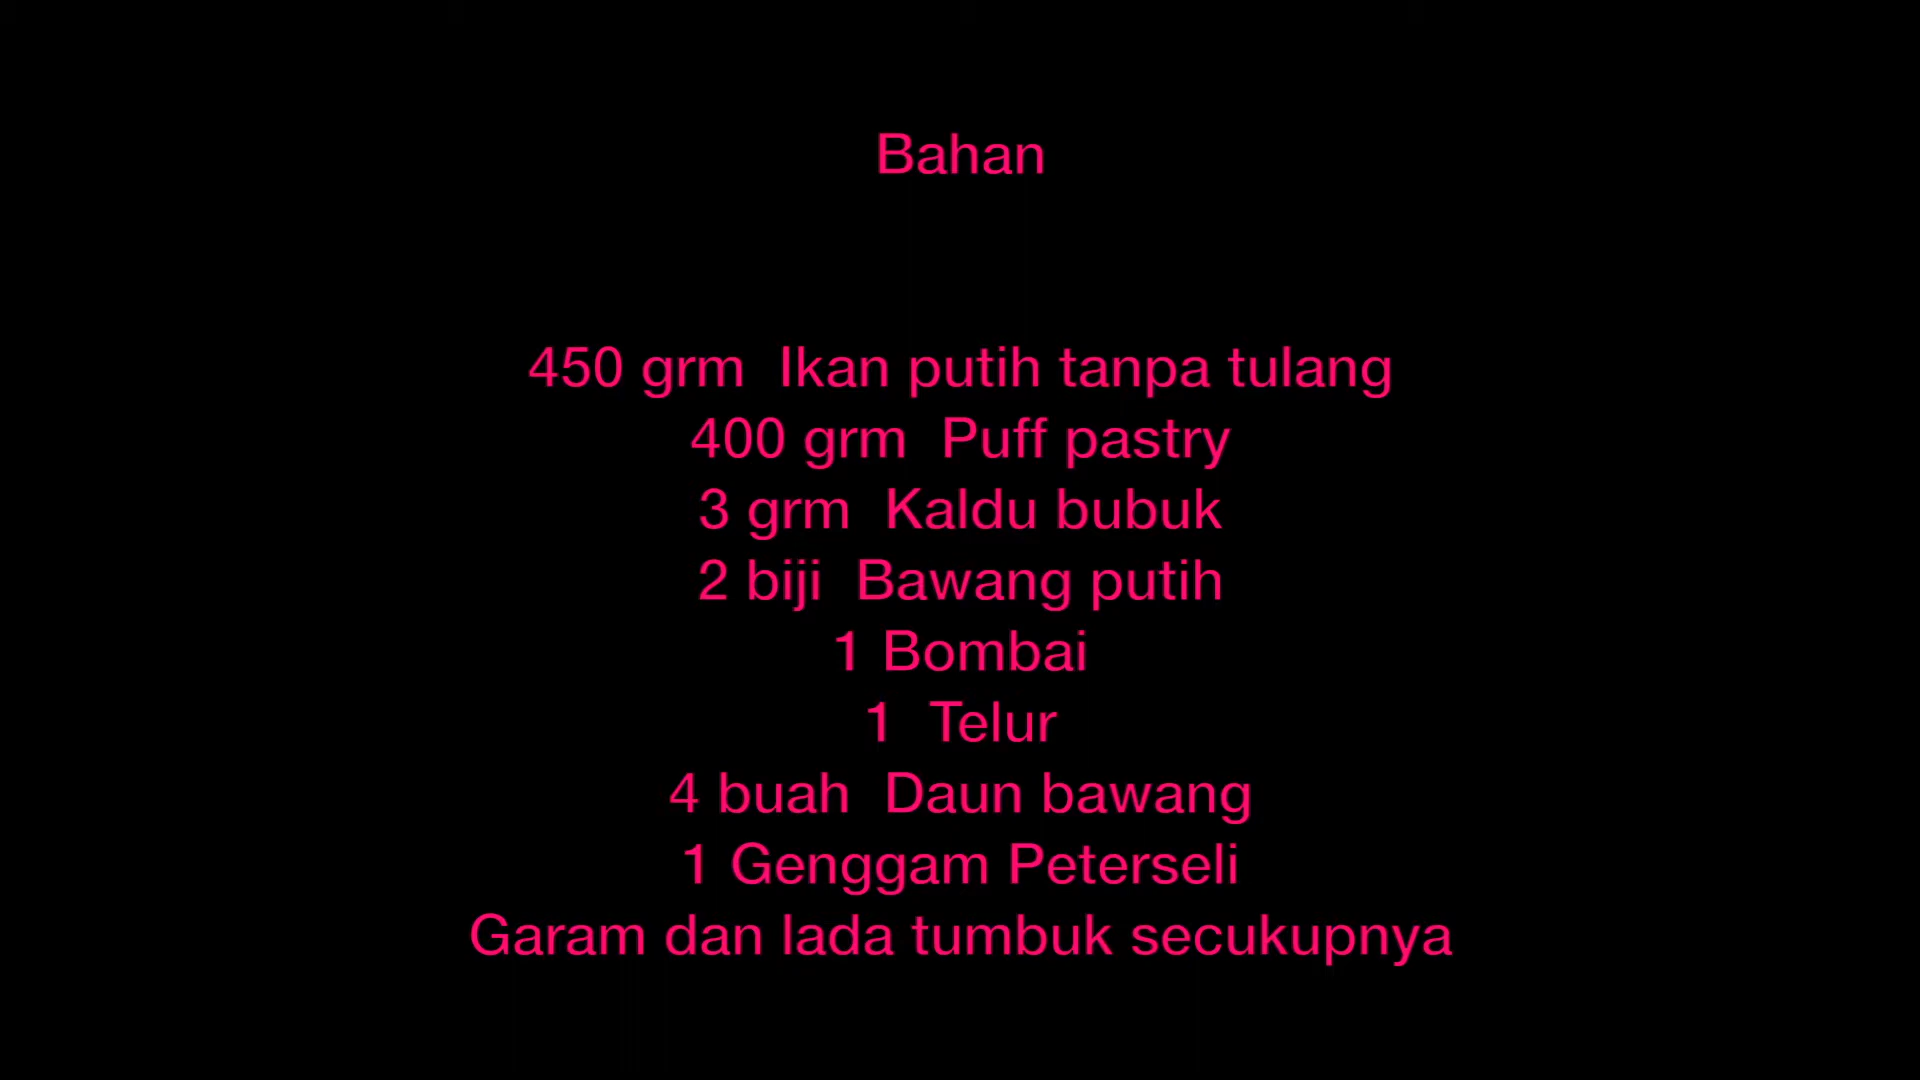 Bahan
450 grm  Ikan putih tanpa tulang
400 grm  Puff pastry
3 grm  Kaldu bubuk
2 biji  Bawang putih
1 Bombai
1  Telur
4 buah  Daun bawang
1 Genggam Peterseli
Garam dan lada tumbuk secukupnya